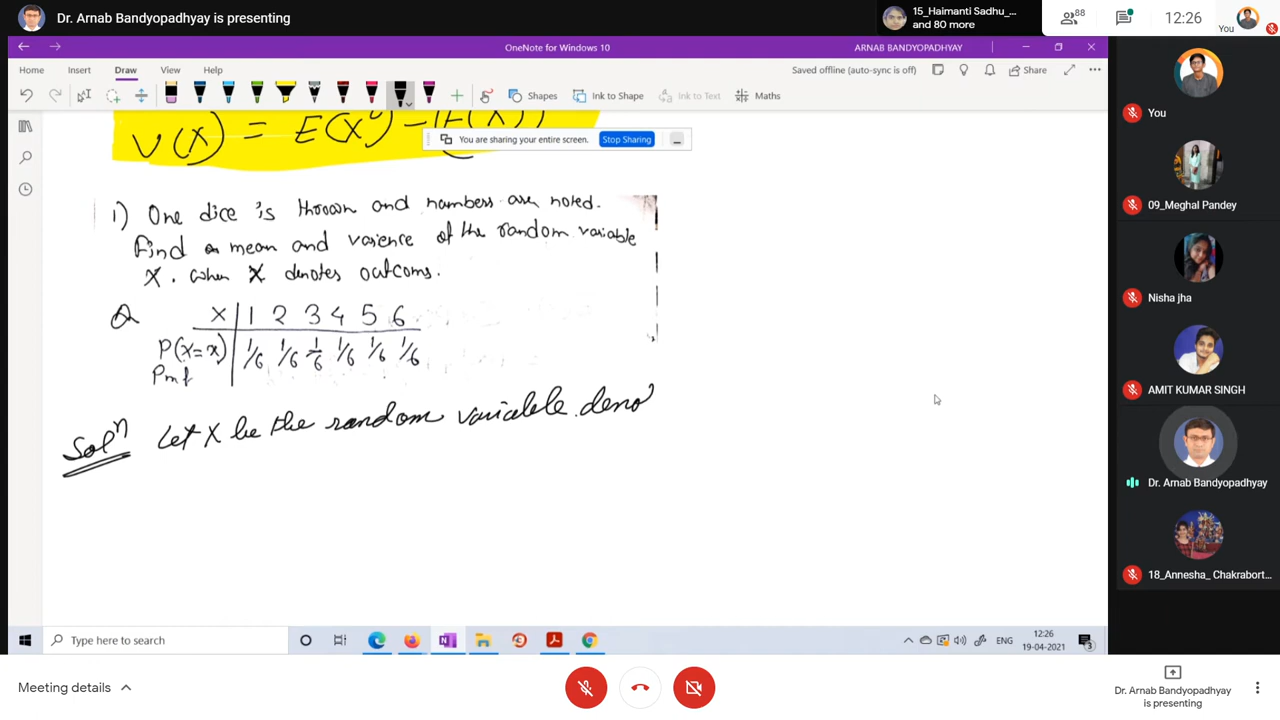 Dr. Arnab Bandyopadhyay is presenting
15_Haimanti Sadhu_...
and 80 more
88
12:26
You
OneNote for Windows 10
ARNAB BANDYOPADHYAY
Home Insert Draw View Help
Saved offline (auto-sync is off)
Share
Shapes
Ink to Shape
Ink to Text
Maths
V(X) = E(X²) - {E(X)}²
You are sharing your entire screen. Stop Sharing
1) One dice is thrown and numbers are noted.
Find mean and varience of the random variable
X. when X denotes outcoms.
X 1 2 3 4 5 6
P(X=x) 1/6 1/6 1/6 1/6 1/6 1/6
Pmf
Solⁿ Let X be the random variable deno
You
09_Meghal Pandey
Nisha jha
AMIT KUMAR SINGH
Dr. Arnab Bandyopadhyay
18_Annesha_ Chakrabort...
Type here to search
ENG
12:26
19-04-2021
3
Meeting details
Dr. Arnab Bandyopadhyay
is presenting